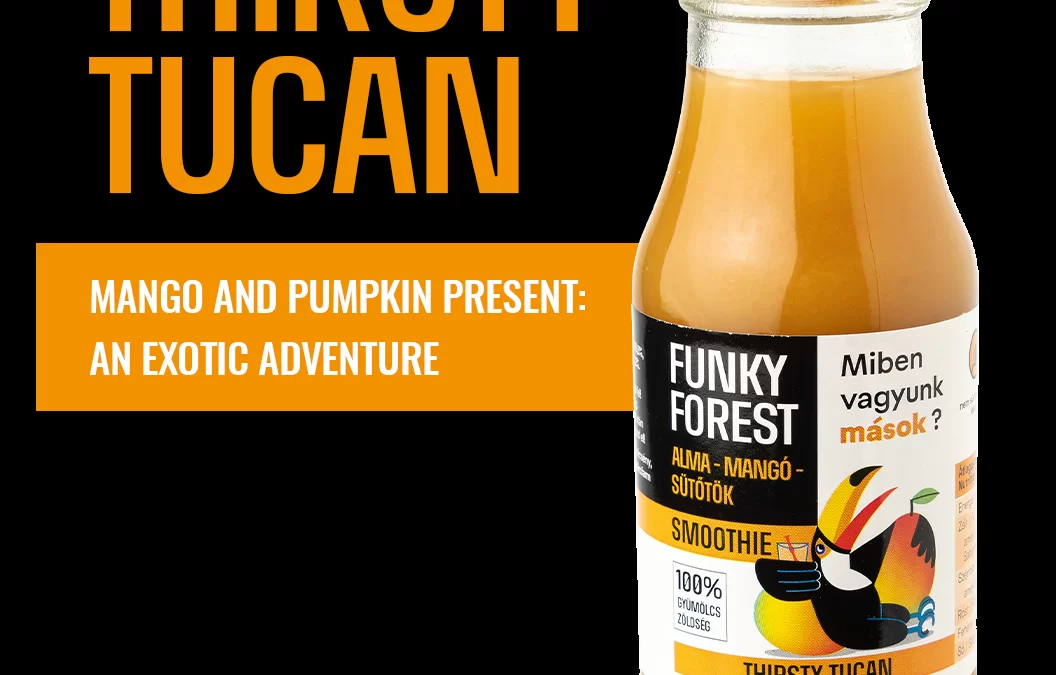 THIRSTY
TUCAN
MANGO AND PUMPKIN PRESENT:
AN EXOTIC ADVENTURE
FUNKY
FOREST
ALMA - MANGÓ -
SÜTŐTÖK
SMOOTHIE
100%
GYÜMÖLCS
ZÖLDSÉG
THIRSTY TUCAN
Miben
vagyunk
mások ?